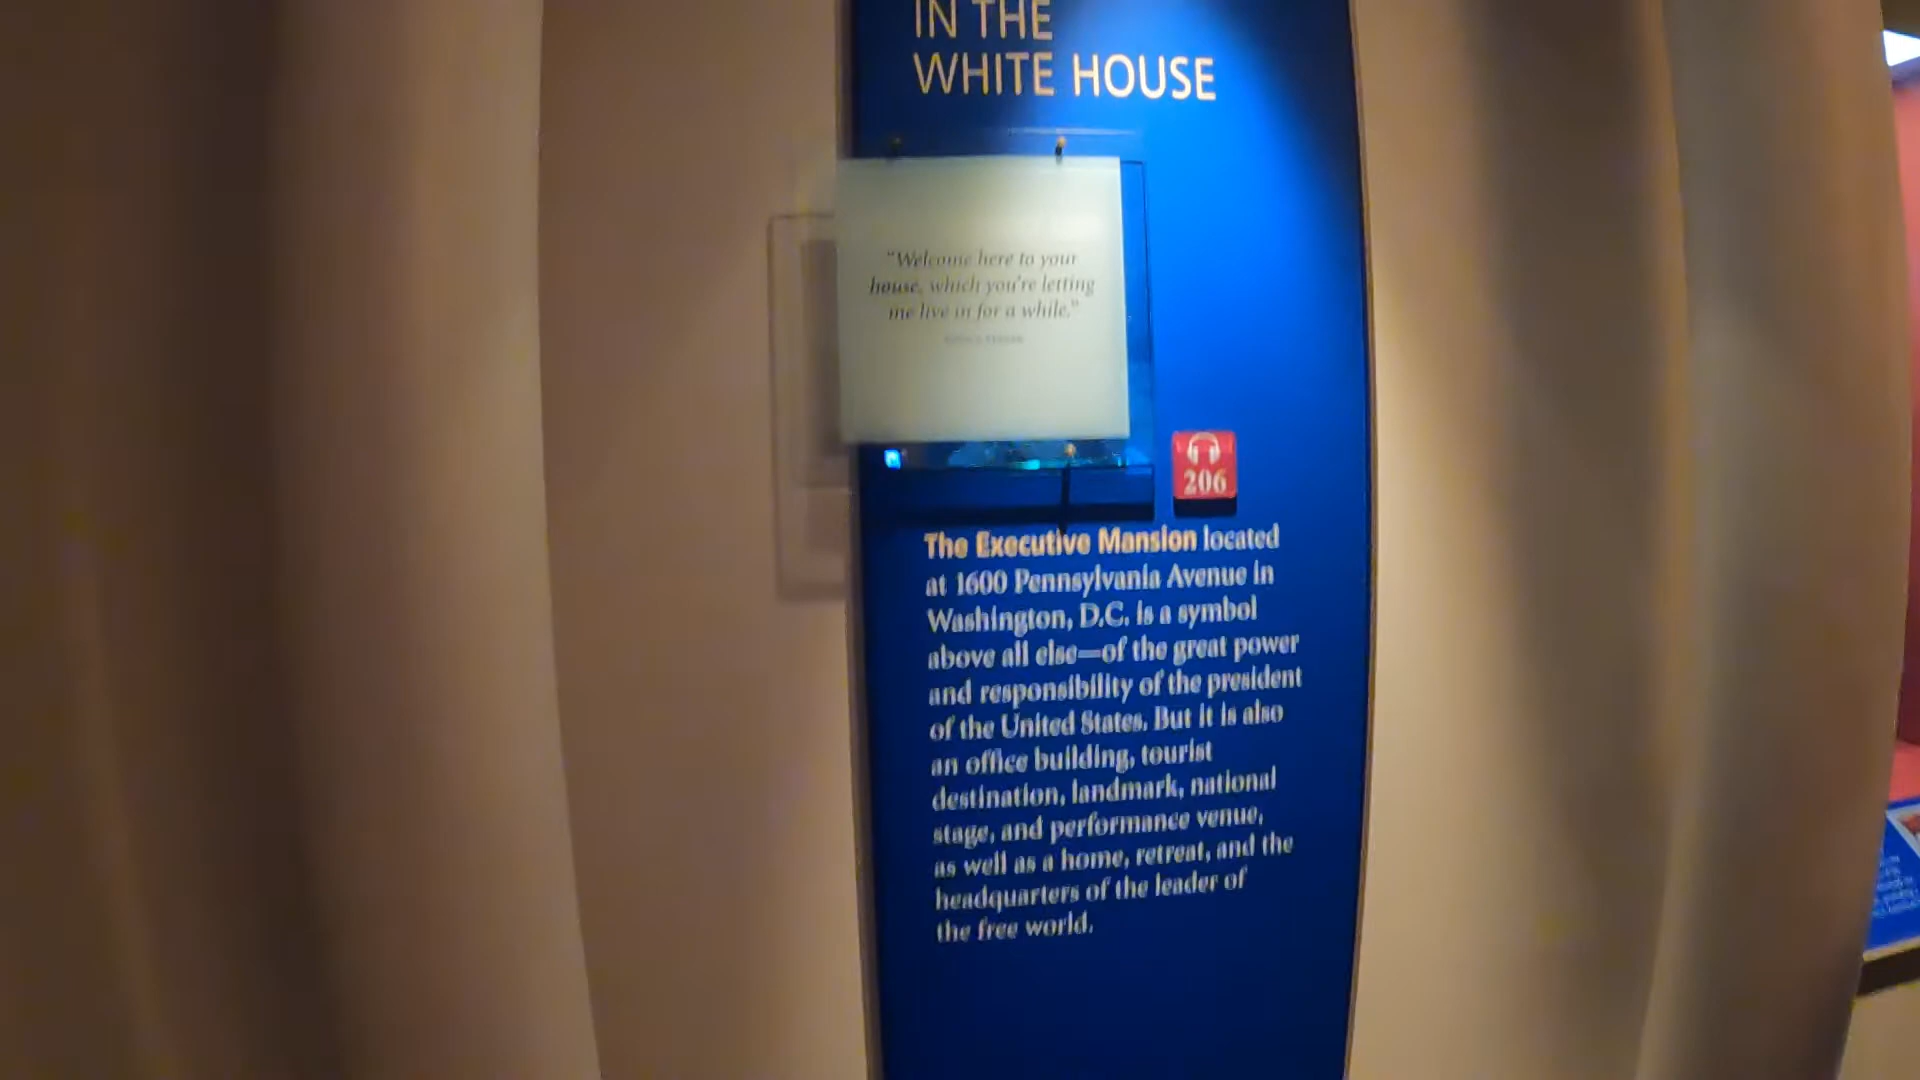 IN THE
WHITE HOUSE
"Welcome here to your
house, which you're letting
me live in for a while."
206
The Executive Mansion located
at 1600 Pennsylvania Avenue in
Washington, D.C. is a symbol
above all else—of the great power
and responsibility of the president
of the United States. But it is also
an office building, tourist
destination, landmark, national
stage, and performance venue,
as well as a home, retreat, and the
headquarters of the leader of
the free world.